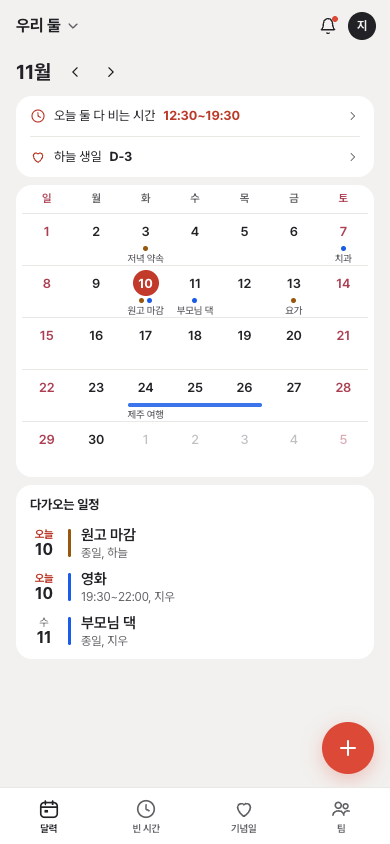 우리 둘
지
11월
오늘 둘 다 비는 시간 12:30~19:30
하늘 생일 D-3
일 월 화 수 목 금 토
1 2 3 4 5 6 7
저녁 약속 치과
8 9 10 11 12 13 14
원고 마감 부모님 댁 요가
15 16 17 18 19 20 21
22 23 24 25 26 27 28
제주 여행
29 30 1 2 3 4 5
다가오는 일정
오늘
10
원고 마감
종일, 하늘
오늘
10
영화
19:30~22:00, 지우
수
11
부모님 댁
종일, 지우
달력 빈 시간 기념일 팀